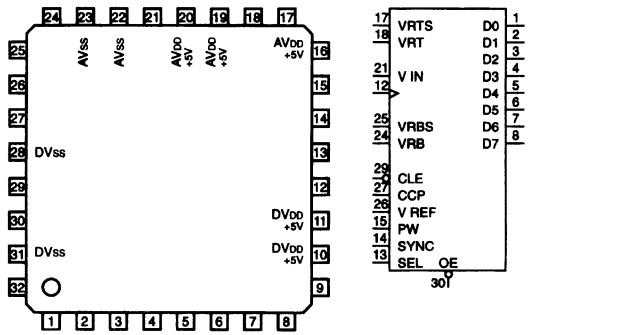 24 23 22 21 20 19 18 17
25 AVSS AVSS AVDD +5V AVDD +5V AVDD +5V 16
26 15
27 14
28 DVSS 13
29 12
30 DVDD +5V 11
31 DVSS DVDD +5V 10
32 9
1 2 3 4 5 6 7 8
17 VRTS D0 1
18 VRT D1 2
D2 3
21 V IN D3 4
12 D4 5
D5 6
25 VRBS D6 7
24 VRB D7 8
29 CLE
27 CCP
26 V REF
15 PW
14 SYNC
13 SEL OE
30